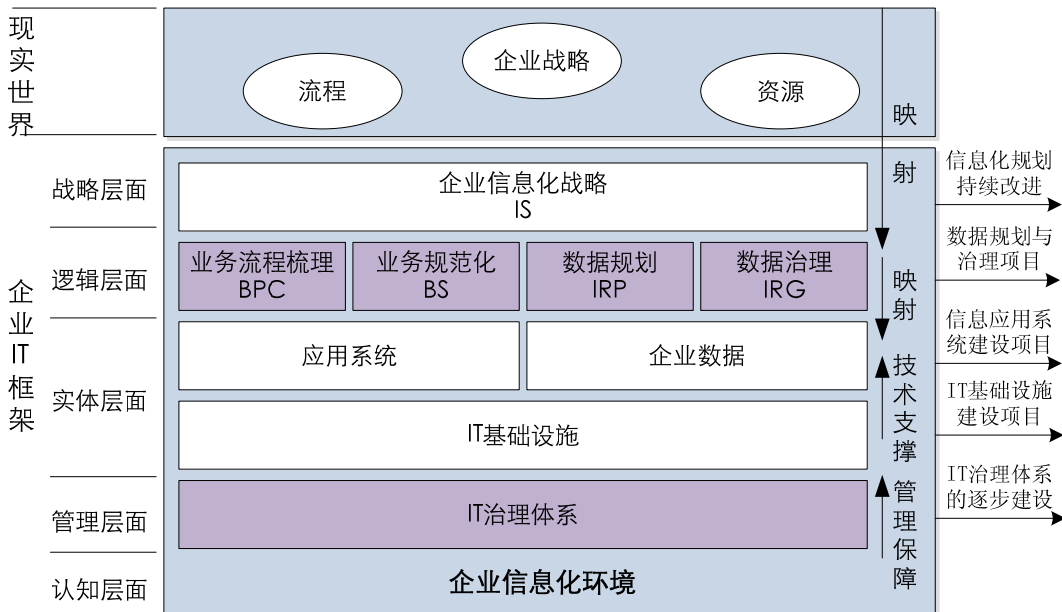 现实世界
企业战略
流程
资源
映射
企业IT框架
战略层面
企业信息化战略
IS
信息化规划
持续改进
逻辑层面
业务流程梳理
BPC
业务规范化
BS
数据规划
IRP
数据治理
IRG
映射
数据规划与
治理项目
实体层面
应用系统
企业数据
IT基础设施
技术支撑
信息应用系
统建设项目
IT基础设施
建设项目
管理层面
IT治理体系
管理保障
IT治理体系
的逐步建设
认知层面
企业信息化环境